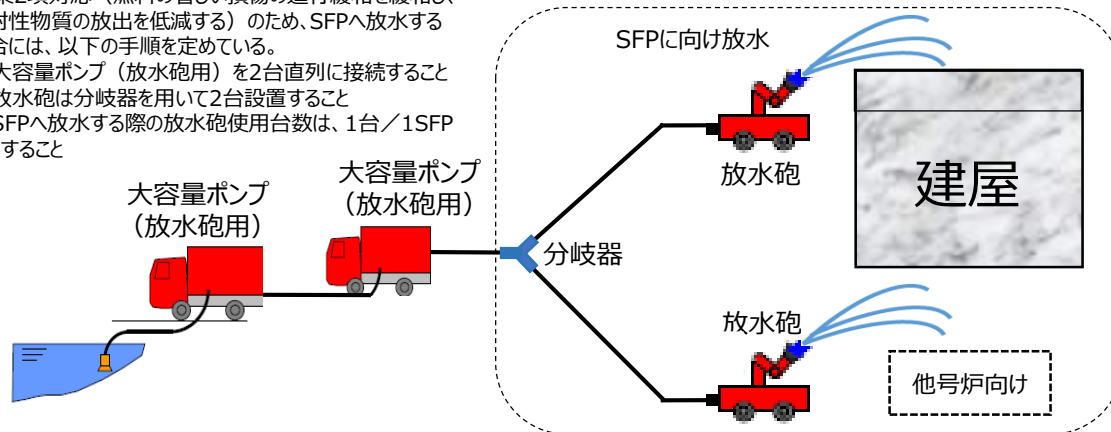 射性物質の放出を低減する）のため、SFPへ放水する
合には、以下の手順を定めている。
大容量ポンプ（放水砲用）を2台直列に接続すること
放水砲は分岐器を用いて2台設置すること
SFPへ放水する際の放水砲使用台数は、1台／1SFP
すること
SFPに向け放水
放水砲
建屋
大容量ポンプ
（放水砲用）
大容量ポンプ
（放水砲用）
分岐器
放水砲
他号炉向け